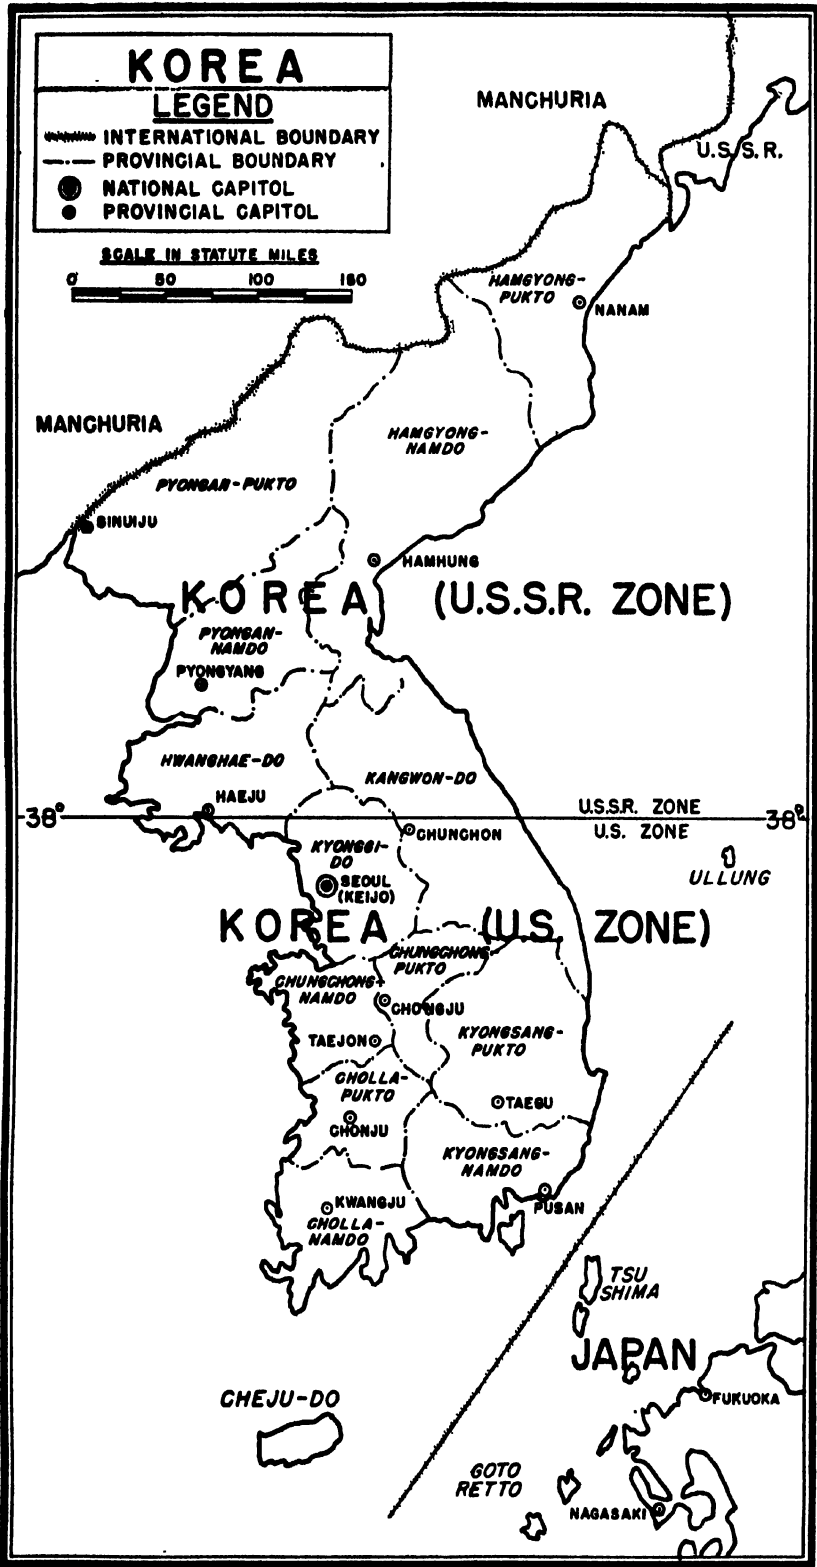 KOREA
LEGEND
INTERNATIONAL BOUNDARY
PROVINCIAL BOUNDARY
NATIONAL CAPITOL
PROVINCIAL CAPITOL
SCALE IN STATUTE MILES
0 50 100 150
MANCHURIA
U.S.S.R.
HAMGYONG-
PUKTO
NANAM
MANCHURIA
HAMGYONG-
NAMDO
PYONGAN-PUKTO
SINUIJU
HAMHUNG
KOREA (U.S.S.R. ZONE)
PYONGAN-
NAMDO
PYONGYANG
HWANGHAE-DO
KANGWON-DO
HAEJU
U.S.S.R. ZONE
38° 38°
U.S. ZONE
CHUNCHON
KYONGGI-
DO
ULLUNG
SEOUL
(KEIJO)
KOREA (U.S. ZONE)
CHUNGCHONG-
PUKTO
CHUNGCHONG-
NAMDO
CHONGJU
TAEJON
KYONGSANG-
PUKTO
CHOLLA-
PUKTO
TAEGU
CHONJU
KYONGSANG-
NAMDO
KWANGJU
PUSAN
CHOLLA-
NAMDO
TSU
SHIMA
JAPAN
CHEJU-DO
FUKUOKA
GOTO
RETTO
NAGASAKI